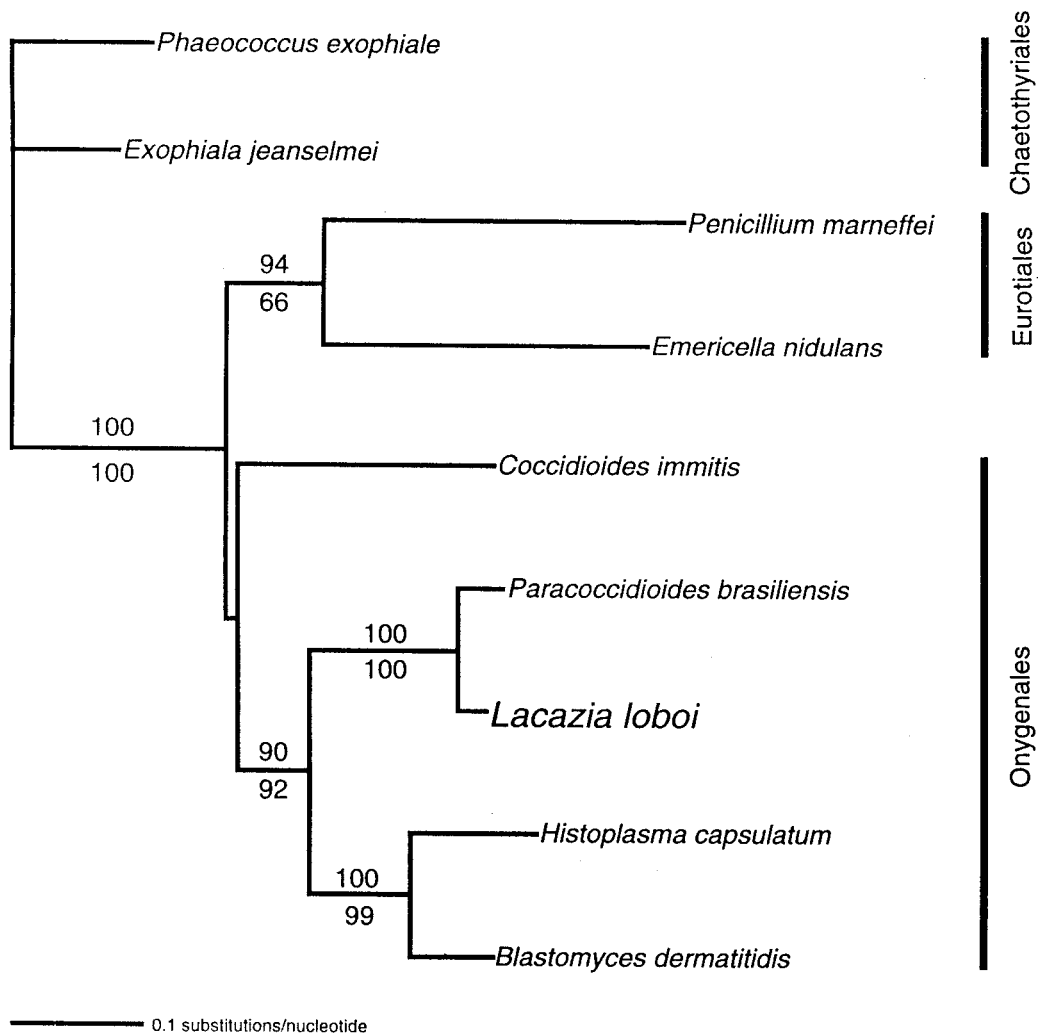 Phaeococcus exophiale
Exophiala jeanselmei
Chaetothyriales
Penicillium marneffei
94
66
Emericella nidulans
Eurotiales
100
100
Coccidioides immitis
Paracoccidioides brasiliensis
100
100
Lacazia loboi
90
92
Histoplasma capsulatum
100
99
Blastomyces dermatitidis
Onygenales
0.1 substitutions/nucleotide